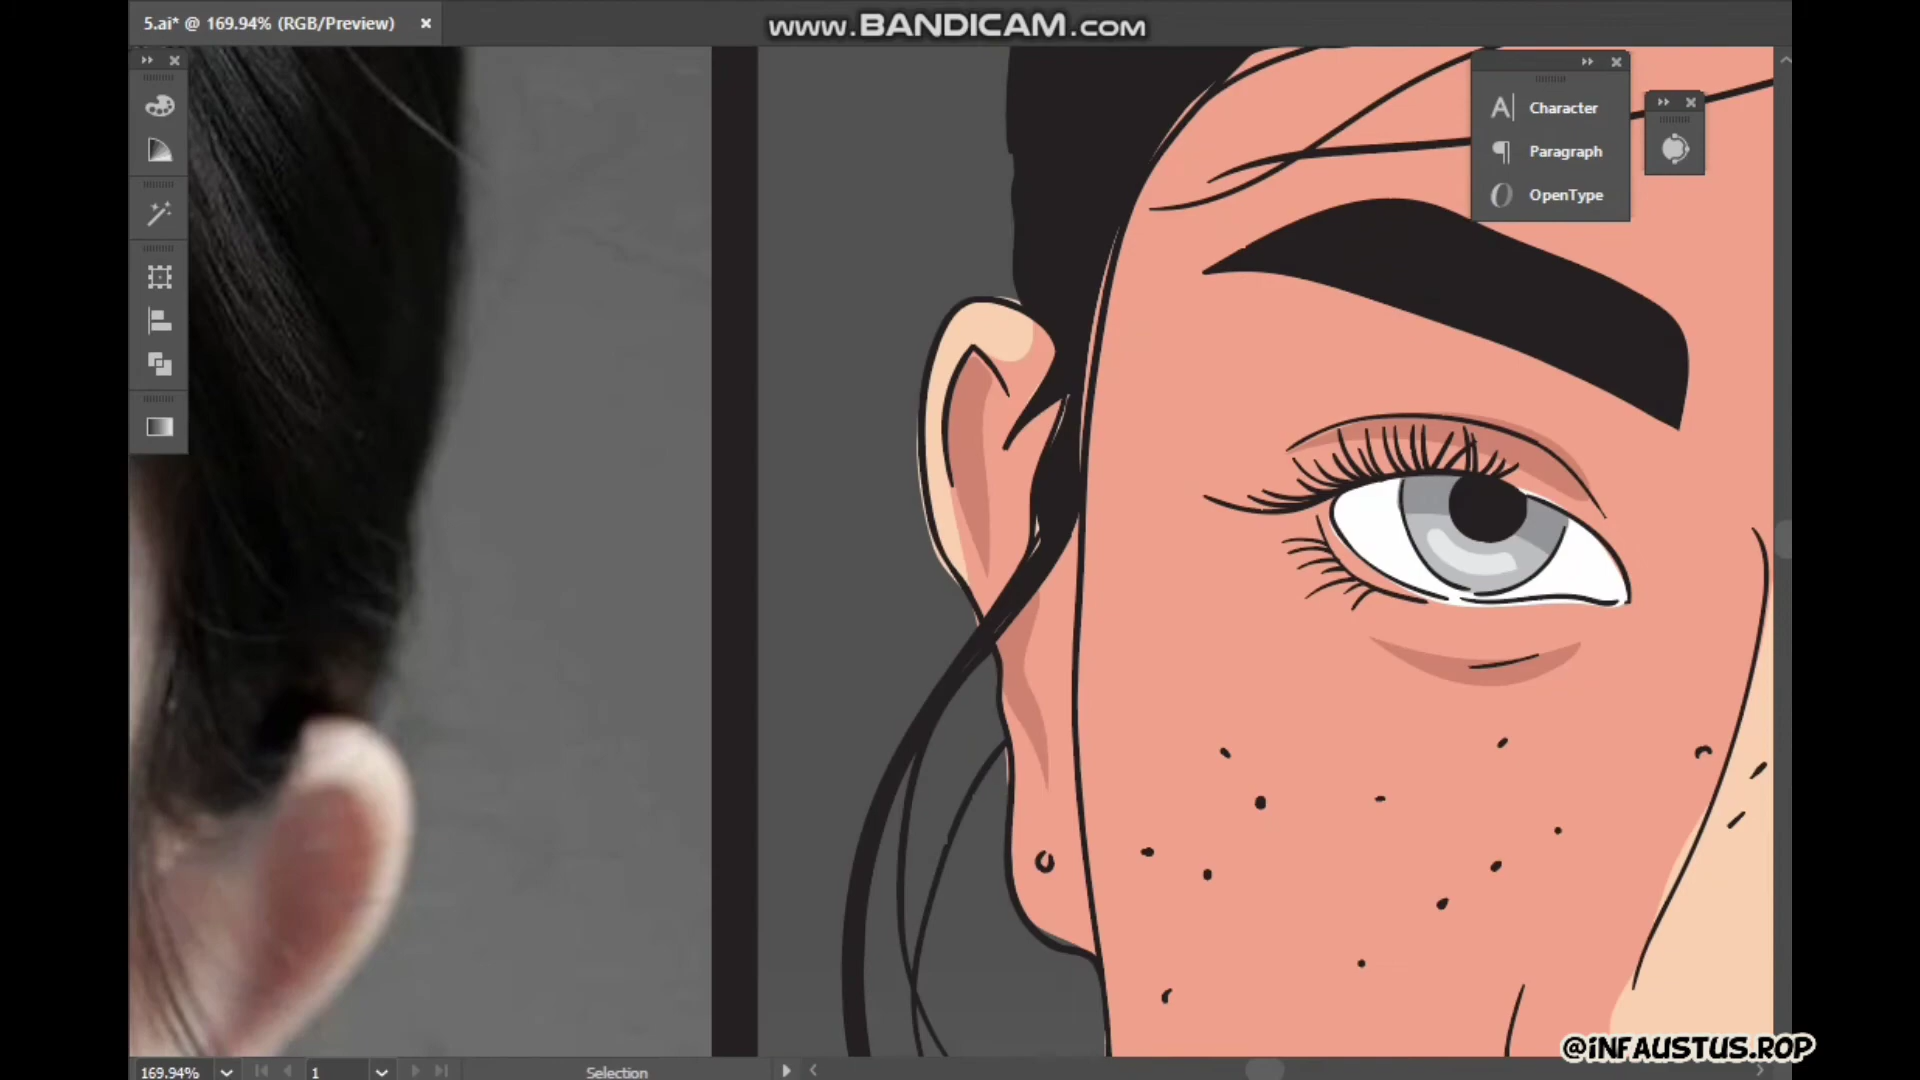 5.ai* @ 169.94% (RGB/Preview)
www.BANDICAM.com
Character
Paragraph
OpenType
@iNFAUSTUS.ROP
169.94%
1
Selection